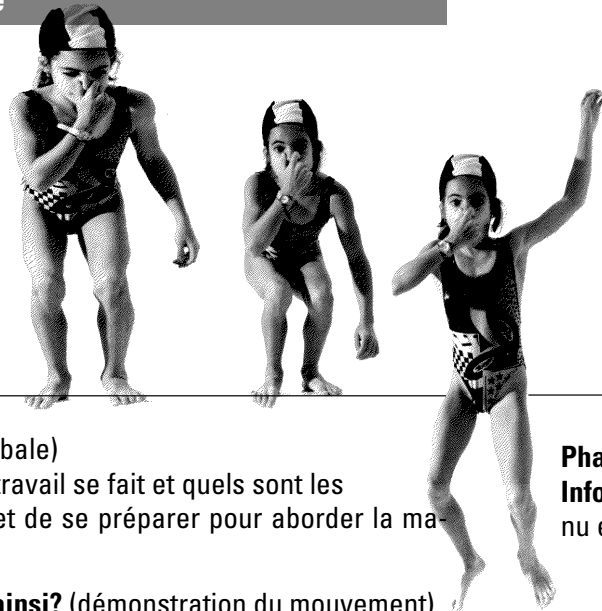 bale)
travail se fait et quels sont les
et de se préparer pour aborder la ma-
ainsi? (démonstration du mouvement)
Pha
Info
nu e